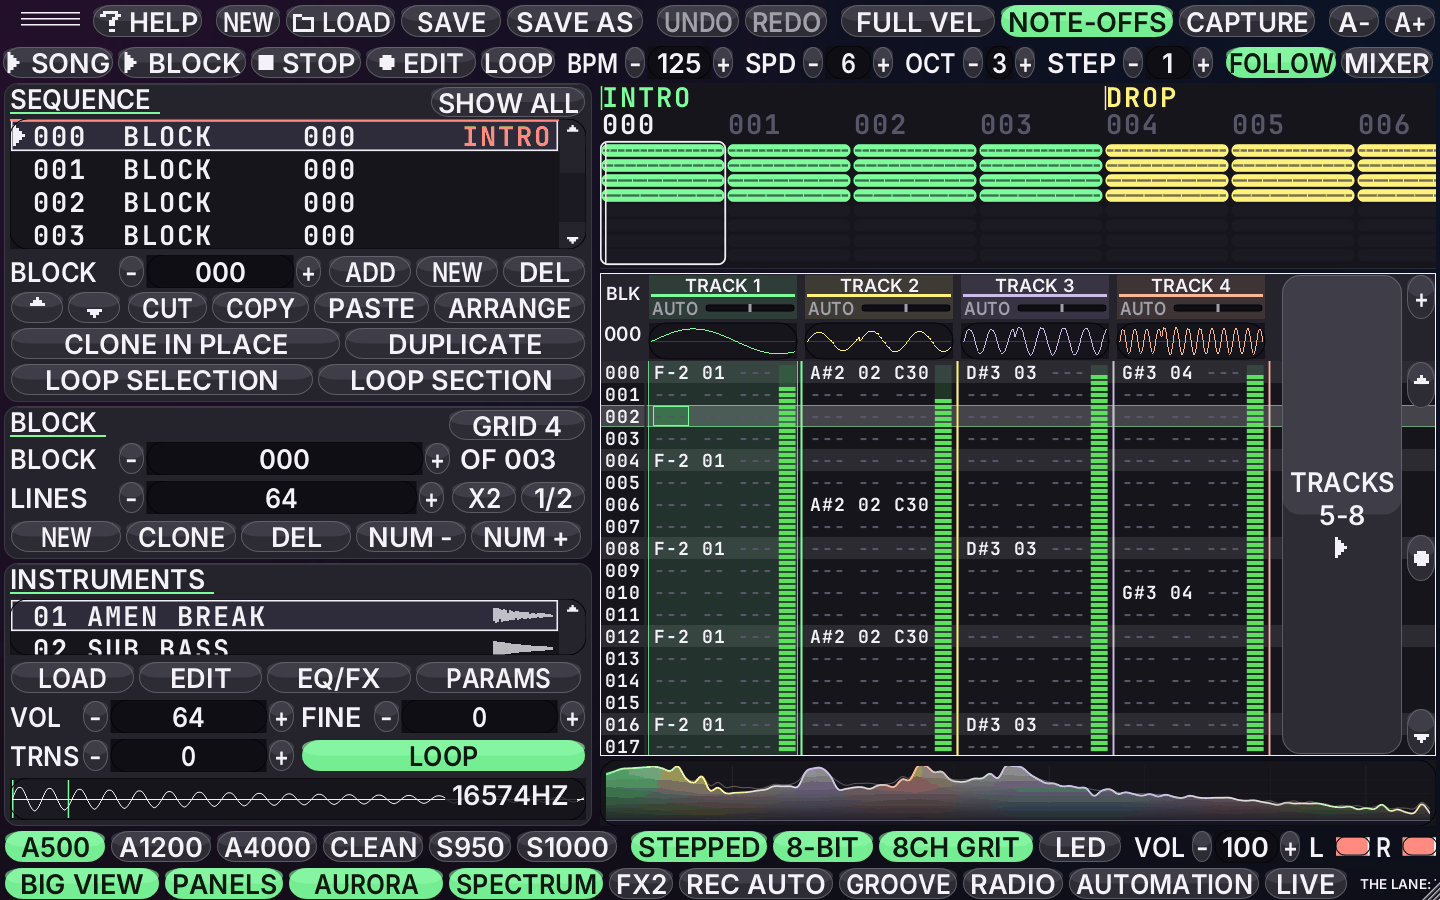 ? HELP NEW LOAD SAVE SAVE AS UNDO REDO FULL VEL NOTE-OFFS CAPTURE A- A+
SONG BLOCK STOP EDIT LOOP BPM - 125 + SPD - 6 + OCT - 3 + STEP - 1 + FOLLOW MIXER
SEQUENCE SHOW ALL
000 BLOCK 000 INTRO
001 BLOCK 000
002 BLOCK 000
003 BLOCK 000
BLOCK - 000 + ADD NEW DEL
CUT COPY PASTE ARRANGE
CLONE IN PLACE DUPLICATE
LOOP SELECTION LOOP SECTION
BLOCK GRID 4
BLOCK - 000 + OF 003
LINES - 64 + X2 1/2
NEW CLONE DEL NUM - NUM +
INSTRUMENTS
01 AMEN BREAK
02 SUB BASS
LOAD EDIT EQ/FX PARAMS
VOL - 64 + FINE - 0 +
TRNS - 0 + LOOP
16574HZ
INTRO DROP
000 001 002 003 004 005 006
BLK TRACK 1 TRACK 2 TRACK 3 TRACK 4 +
AUTO AUTO AUTO AUTO
000
000 F-2 01 --- A#2 02 C30 D#3 03 --- G#3 04 ---
001 --- -- --- --- -- --- --- -- --- --- -- ---
002 --- -- --- --- -- --- --- -- --- --- -- ---
003 --- -- --- --- -- --- --- -- --- --- -- ---
004 F-2 01 --- --- -- --- --- -- --- --- -- ---
005 --- -- --- --- -- --- --- -- --- --- -- ---
006 --- -- --- A#2 02 C30 --- -- --- --- -- ---
007 --- -- --- --- -- --- --- -- --- --- -- ---
008 F-2 01 --- --- -- --- D#3 03 --- --- -- ---
009 --- -- --- --- -- --- --- -- --- --- -- ---
010 --- -- --- --- -- --- --- -- --- G#3 04 ---
011 --- -- --- --- -- --- --- -- --- --- -- ---
012 F-2 01 --- A#2 02 C30 --- -- --- --- -- ---
013 --- -- --- --- -- --- --- -- --- --- -- ---
014 --- -- --- --- -- --- --- -- --- --- -- ---
015 --- -- --- --- -- --- --- -- --- --- -- ---
016 F-2 01 --- --- -- --- D#3 03 --- --- -- ---
017 --- -- --- --- -- --- --- -- --- --- -- ---
TRACKS
5-8
A500 A1200 A4000 CLEAN S950 S1000 STEPPED 8-BIT 8CH GRIT LED VOL - 100 + L R
BIG VIEW PANELS AURORA SPECTRUM FX2 REC AUTO GROOVE RADIO AUTOMATION LIVE THE LANE: